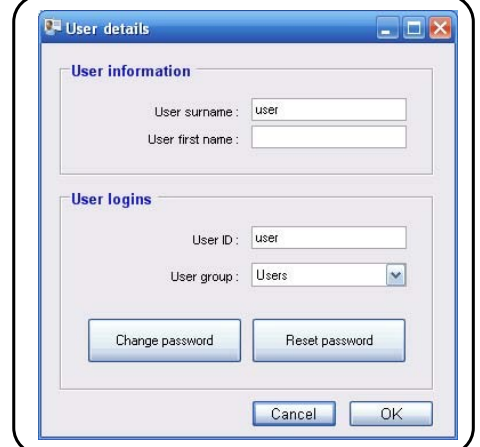 User details
User information
User surname : user
User first name :
User logins
User ID : user
User group : Users
Change password Reset password
Cancel OK